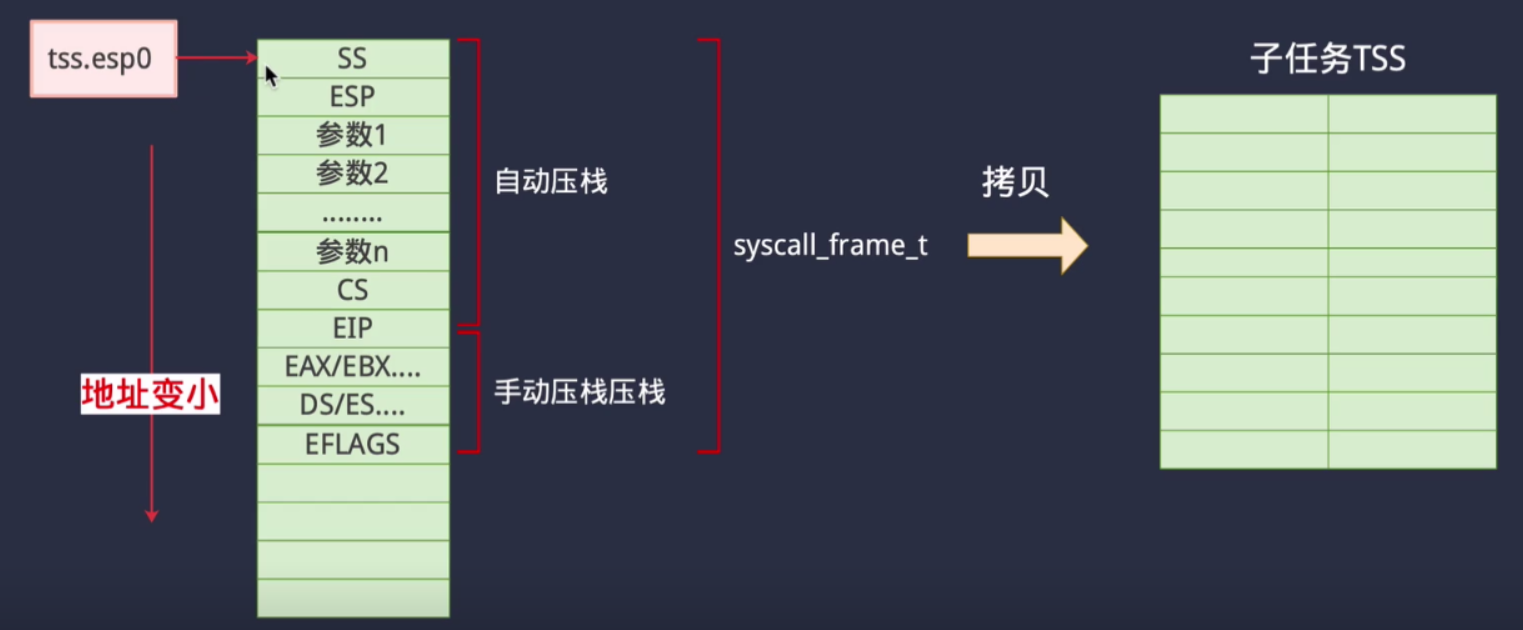 tss.esp0
SS
ESP
参数1
参数2
........
参数n
CS
EIP
EAX/EBX....
DS/ES....
EFLAGS
地址变小
自动压栈
手动压栈压栈
syscall_frame_t
拷贝
子任务TSS